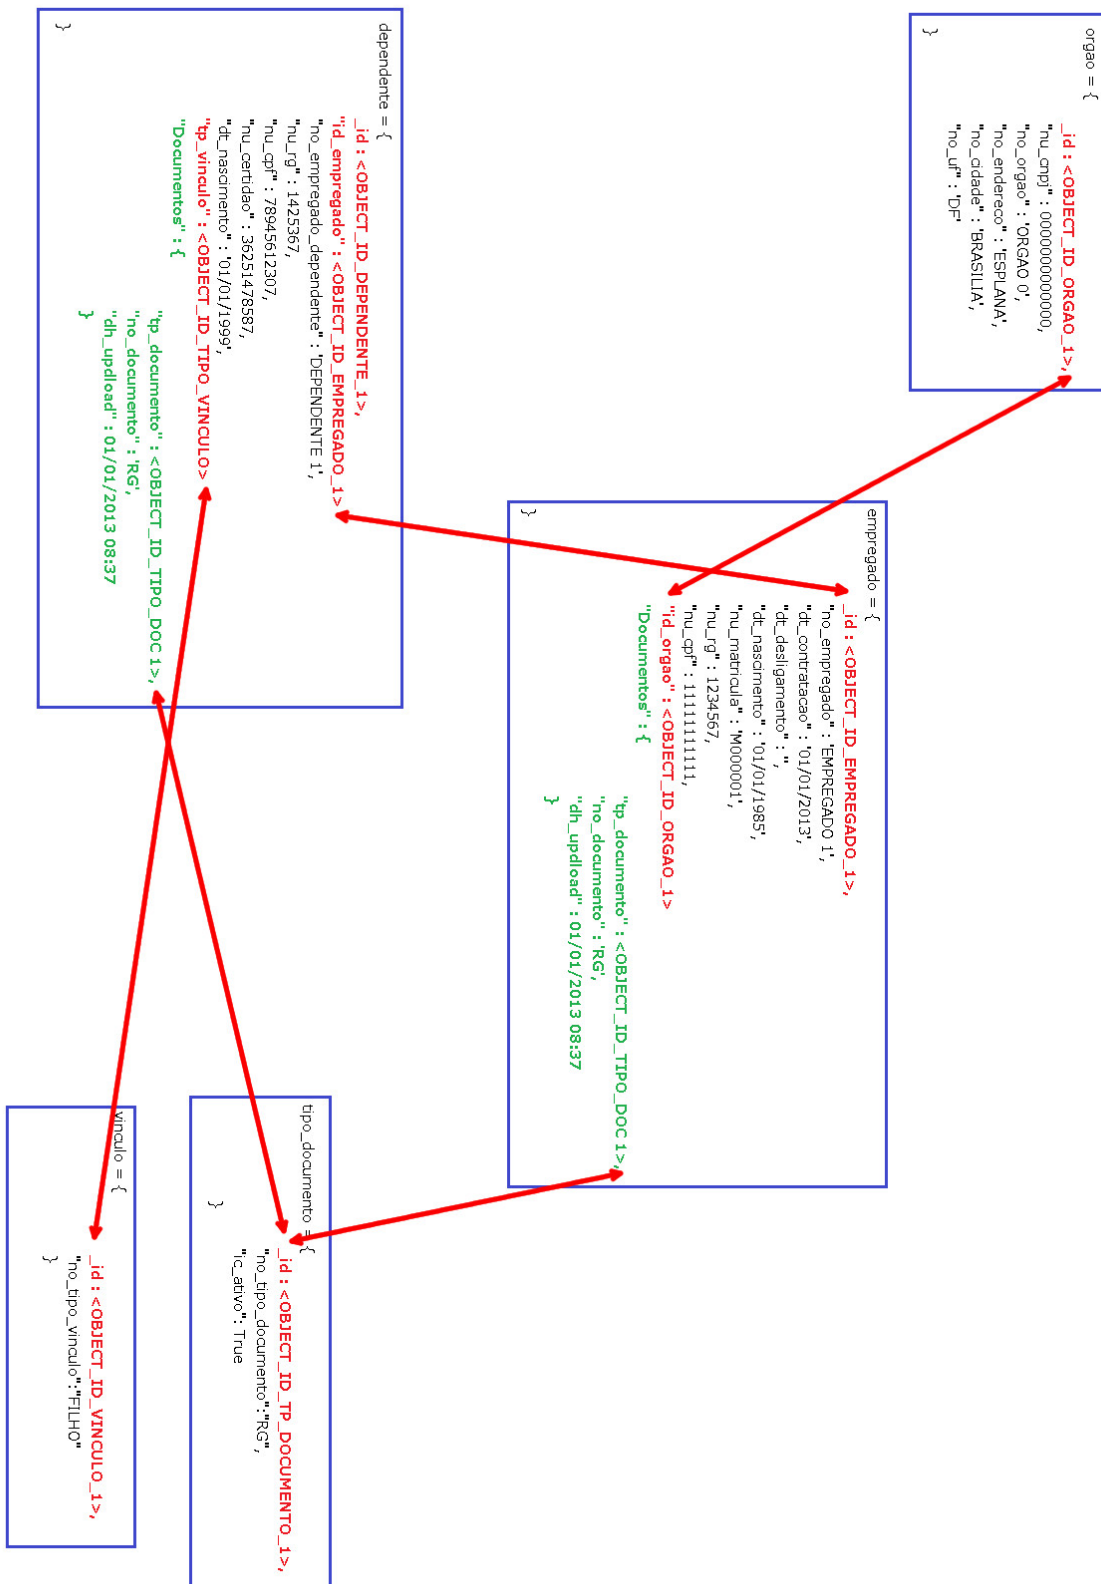 orgao = {
_id : <OBJECT_ID_ORGAO_1>,
"nu_cnpj" : 0000000000000,
"no_orgao" : 'ORGAO 0',
"no_endereco" : 'ESPLANA',
"no_cidade" : 'BRASILIA',
"no_uf" : 'DF'
}
empregado = {
_id : <OBJECT_ID_EMPREGADO_1>,
"no_empregado" : 'EMPREGADO 1',
"dt_contratacao" : '01/01/2013',
"dt_desligamento" : '',
"dt_nascimento" : '01/01/1985',
"nu_matricula" : 'M000001',
"nu_rg" : 1234567,
"nu_cpf" : 11111111111,
"id_orgao" : <OBJECT_ID_ORGAO_1>
"Documentos" : {
"tp_documento" : <OBJECT_ID_TIPO_DOC 1>,
"no_documento" : 'RG',
"dh_updload" : 01/01/2013 08:37
}
}
dependente = {
_id : <OBJECT_ID_DEPENDENTE_1>,
"id_empregado" : <OBJECT_ID_EMPREGADO_1>
"no_empregado_dependente" : 'DEPENDENTE 1',
"nu_rg" : 1425367,
"nu_cpf" : 78945612307,
"nu_certidao" : 36251478587,
"dt_nascimento" : '01/01/1999',
"tp_vinculo" : <OBJECT_ID_TIPO_VINCULO>
"Documentos" : {
"tp_documento" : <OBJECT_ID_TIPO_DOC 1>,
"no_documento" : 'RG',
"dh_updload" : 01/01/2013 08:37
}
}
tipo_documento = {
_id : <OBJECT_ID_TP_DOCUMENTO_1>,
"no_tipo_documento":"RG",
"ic_ativo": True
}
vinculo = {
_id : <OBJECT_ID_VINCULO_1>,
"no_tipo_vinculo":"FILHO"
}